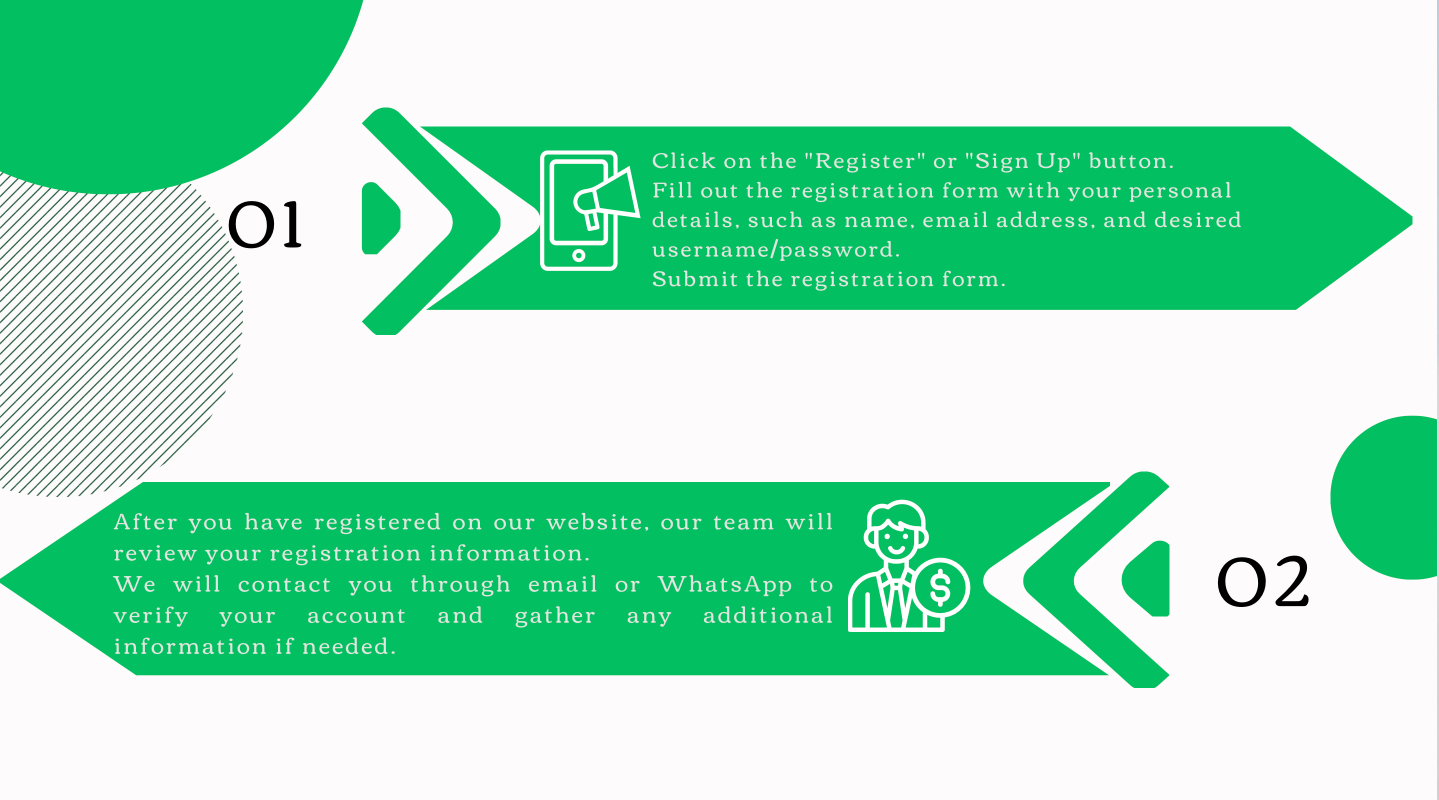 01
Click on the "Register" or "Sign Up" button.
Fill out the registration form with your personal
details, such as name, email address, and desired
username/password.
Submit the registration form.
After you have registered on our website, our team will
review your registration information.
We will contact you through email or WhatsApp to
verify your account and gather any additional
information if needed.
$
02